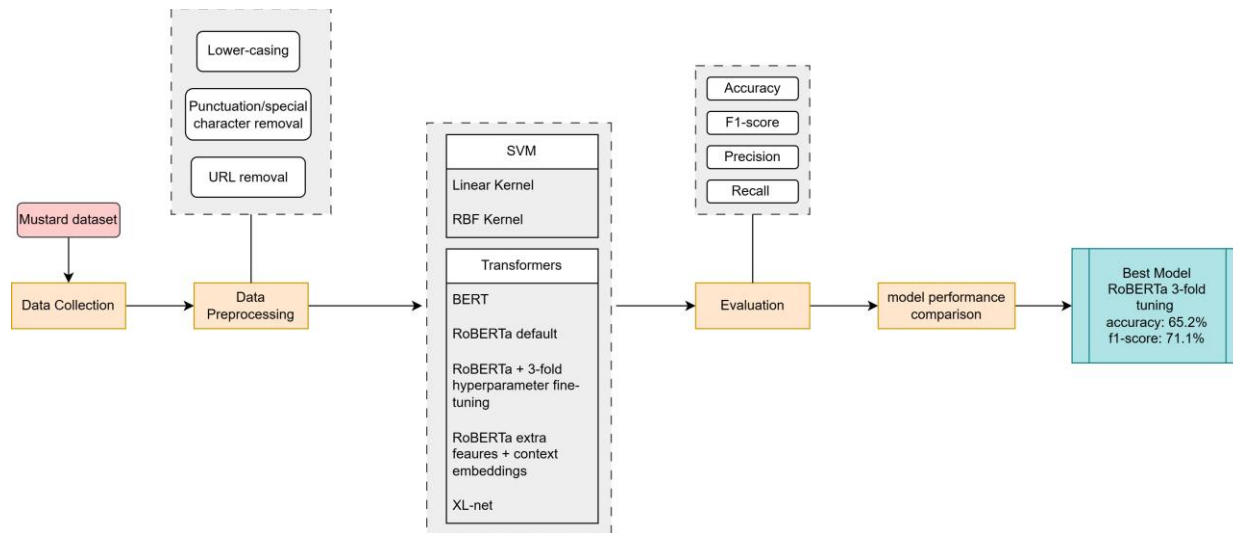 Lower-casing
Punctuation/special
character removal
URL removal
Mustard dataset
Data Collection
Data
Preprocessing
SVM
Linear Kernel
RBF Kernel
Transformers
BERT
RoBERTa default
RoBERTa + 3-fold
hyperparameter fine-
tuning
RoBERTa extra
feaures + context
embeddings
XL-net
Accuracy
F1-score
Precision
Recall
Evaluation
model performance
comparison
Best Model
RoBERTa 3-fold
tuning
accuracy: 65.2%
f1-score: 71.1%